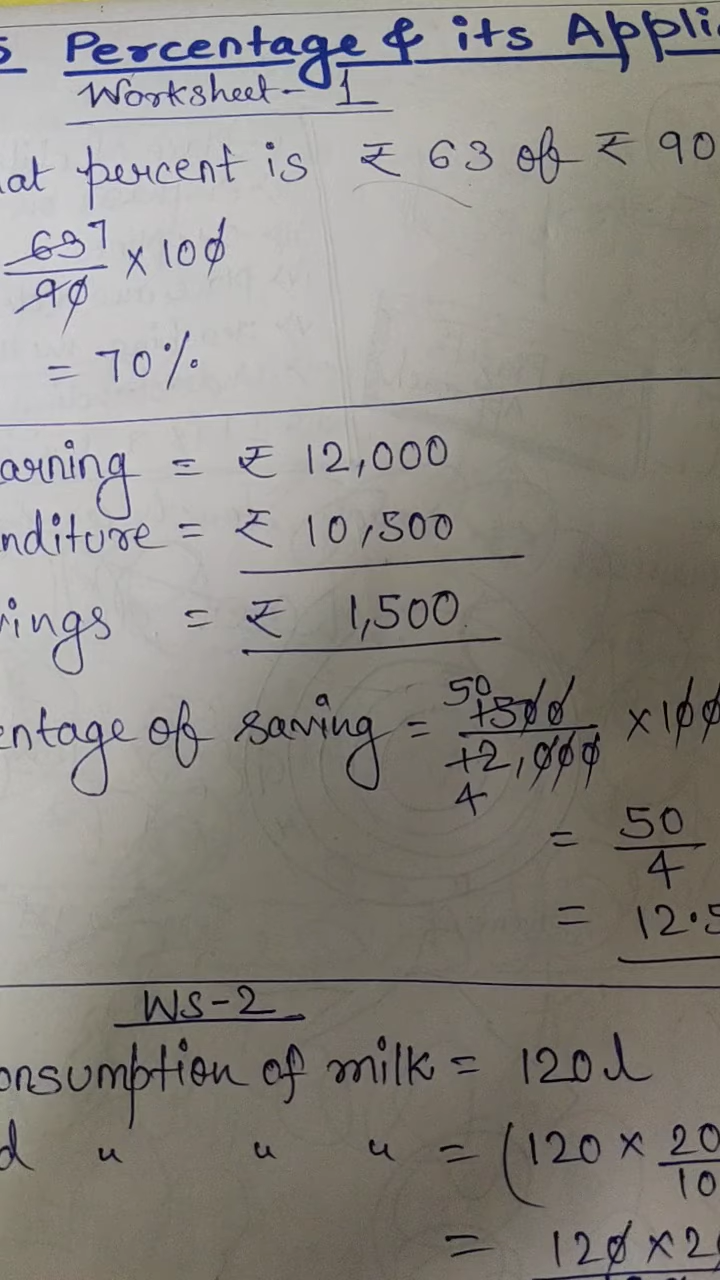 5 Percentage & its Appli
Worksheet- 1
at percent is ₹ 63 of ₹ 90
63 7 / 90 × 100
= 70%
arning = ₹ 12,000
nditure = ₹ 10,500
ings = ₹ 1,500
entage of saving = 50 1500 / 12,000 4 × 100
= 50 / 4
= 12.5
WS-2
onsumption of milk = 120 l
d " " " = (120 × 20 / 10
= 120 × 2